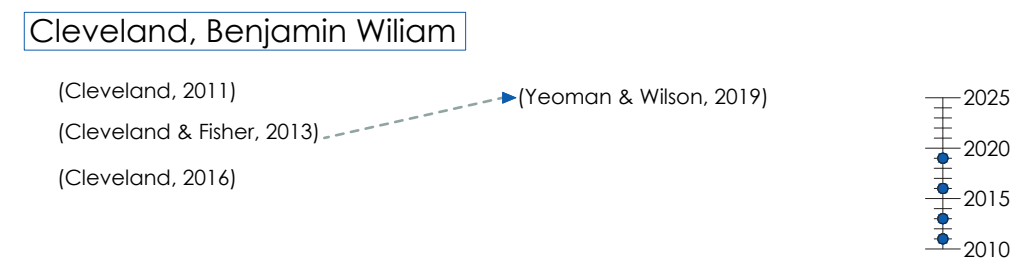 Cleveland, Benjamin Wiliam
(Cleveland, 2011)
(Cleveland & Fisher, 2013)
(Cleveland, 2016)
(Yeoman & Wilson, 2019)
2025
2020
2015
2010